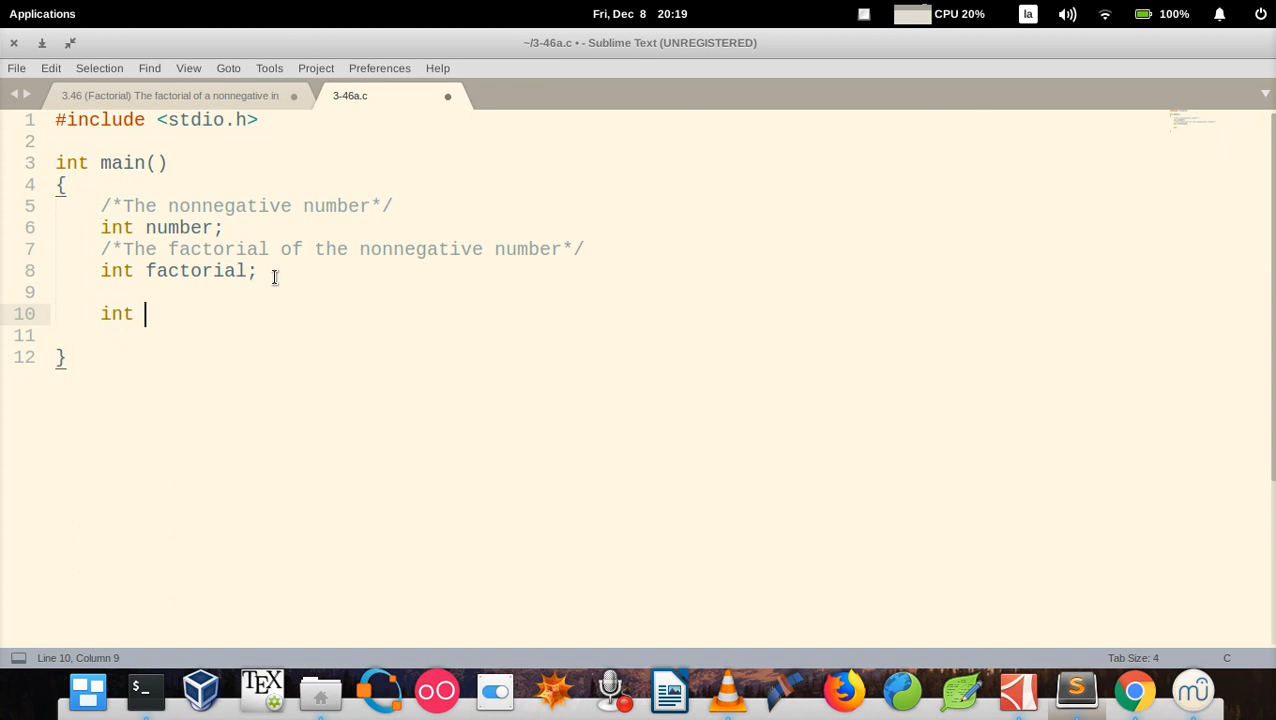 Applications
Fri, Dec 8 20:19
CPU 20%
la
100%
~/3-46a.c • - Sublime Text (UNREGISTERED)
File Edit Selection Find View Goto Tools Project Preferences Help
3.46 (Factorial) The factorial of a nonnegative in
3-46a.c
1 #include <stdio.h>
2
3 int main()
4 {
5 /*The nonnegative number*/
6 int number;
7 /*The factorial of the nonnegative number*/
8 int factorial;
9
10 int
11
12 }
Line 10, Column 9
Tab Size: 4
C
>_
TEX
mu